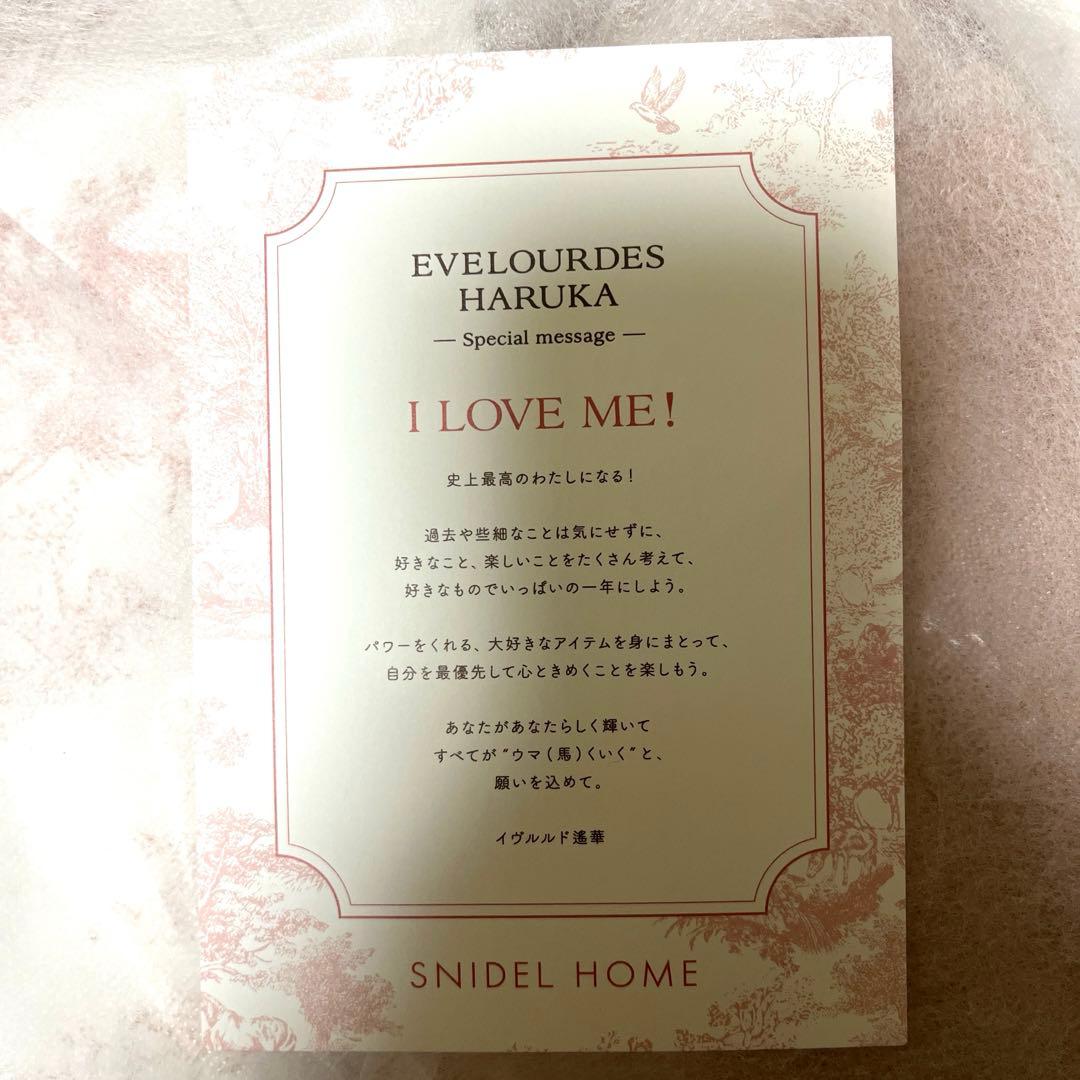 EVELOURDES
HARUKA
— Special message —
I LOVE ME!
史上最高のわたしになる!
過去や些細なことは気にせずに、
好きなこと、楽しいことをたくさん考えて、
好きなものでいっぱいの一年にしよう。
パワーをくれる、大好きなアイテムを身にまとって、
自分を最優先して心ときめくことを楽しもう。
あなたがあなたらしく輝いて
すべてが“ウマ(馬)くいく”と、
願いを込めて。
イヴルルド遙華
SNIDEL HOME